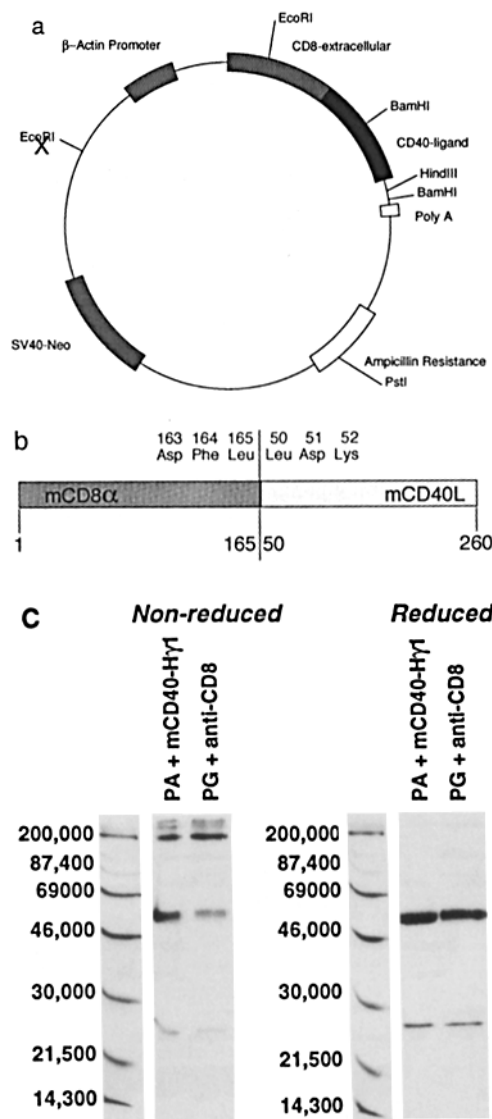 a
β-Actin Promoter
EcoRI
CD8-extracellular
BamHI
CD40-ligand
HindIII
BamHI
Poly A
EcoRI
X
SV40-Neo
Ampicillin Resistance
PstI
b
163 164 165 50 51 52
Asp Phe Leu Leu Asp Lys
mCD8α mCD40L
1 165 50 260
c
Non-reduced Reduced
PA + mCD40-Hγ1
PG + anti-CD8
PA + mCD40-Hγ1
PG + anti-CD8
200,000 200,000
87,400 87,400
69000 69000
46,000 46,000
30,000 30,000
21,500 21,500
14,300 14,300